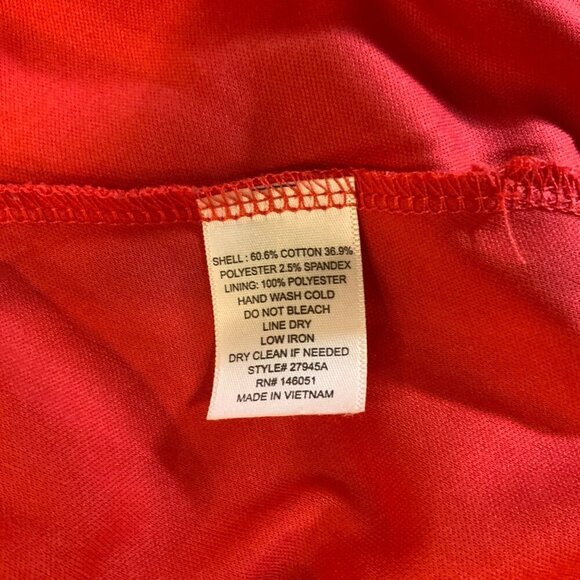 SHELL : 60.6% COTTON 36.9%
POLYESTER 2.5% SPANDEX
LINING: 100% POLYESTER
HAND WASH COLD
DO NOT BLEACH
LINE DRY
LOW IRON
DRY CLEAN IF NEEDED
STYLE# 27945A
RN# 146051
MADE IN VIETNAM